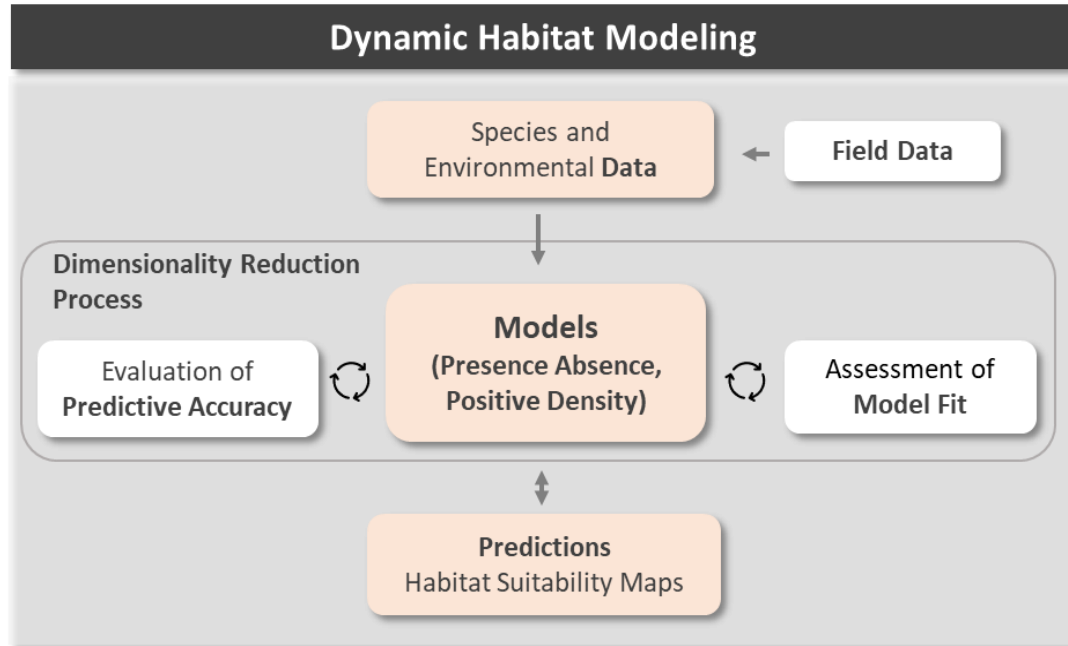 Dynamic Habitat Modeling
Species and
Environmental Data
Field Data
Dimensionality Reduction
Process
Models
(Presence Absence,
Positive Density)
Evaluation of
Predictive Accuracy
Assessment of
Model Fit
Predictions
Habitat Suitability Maps